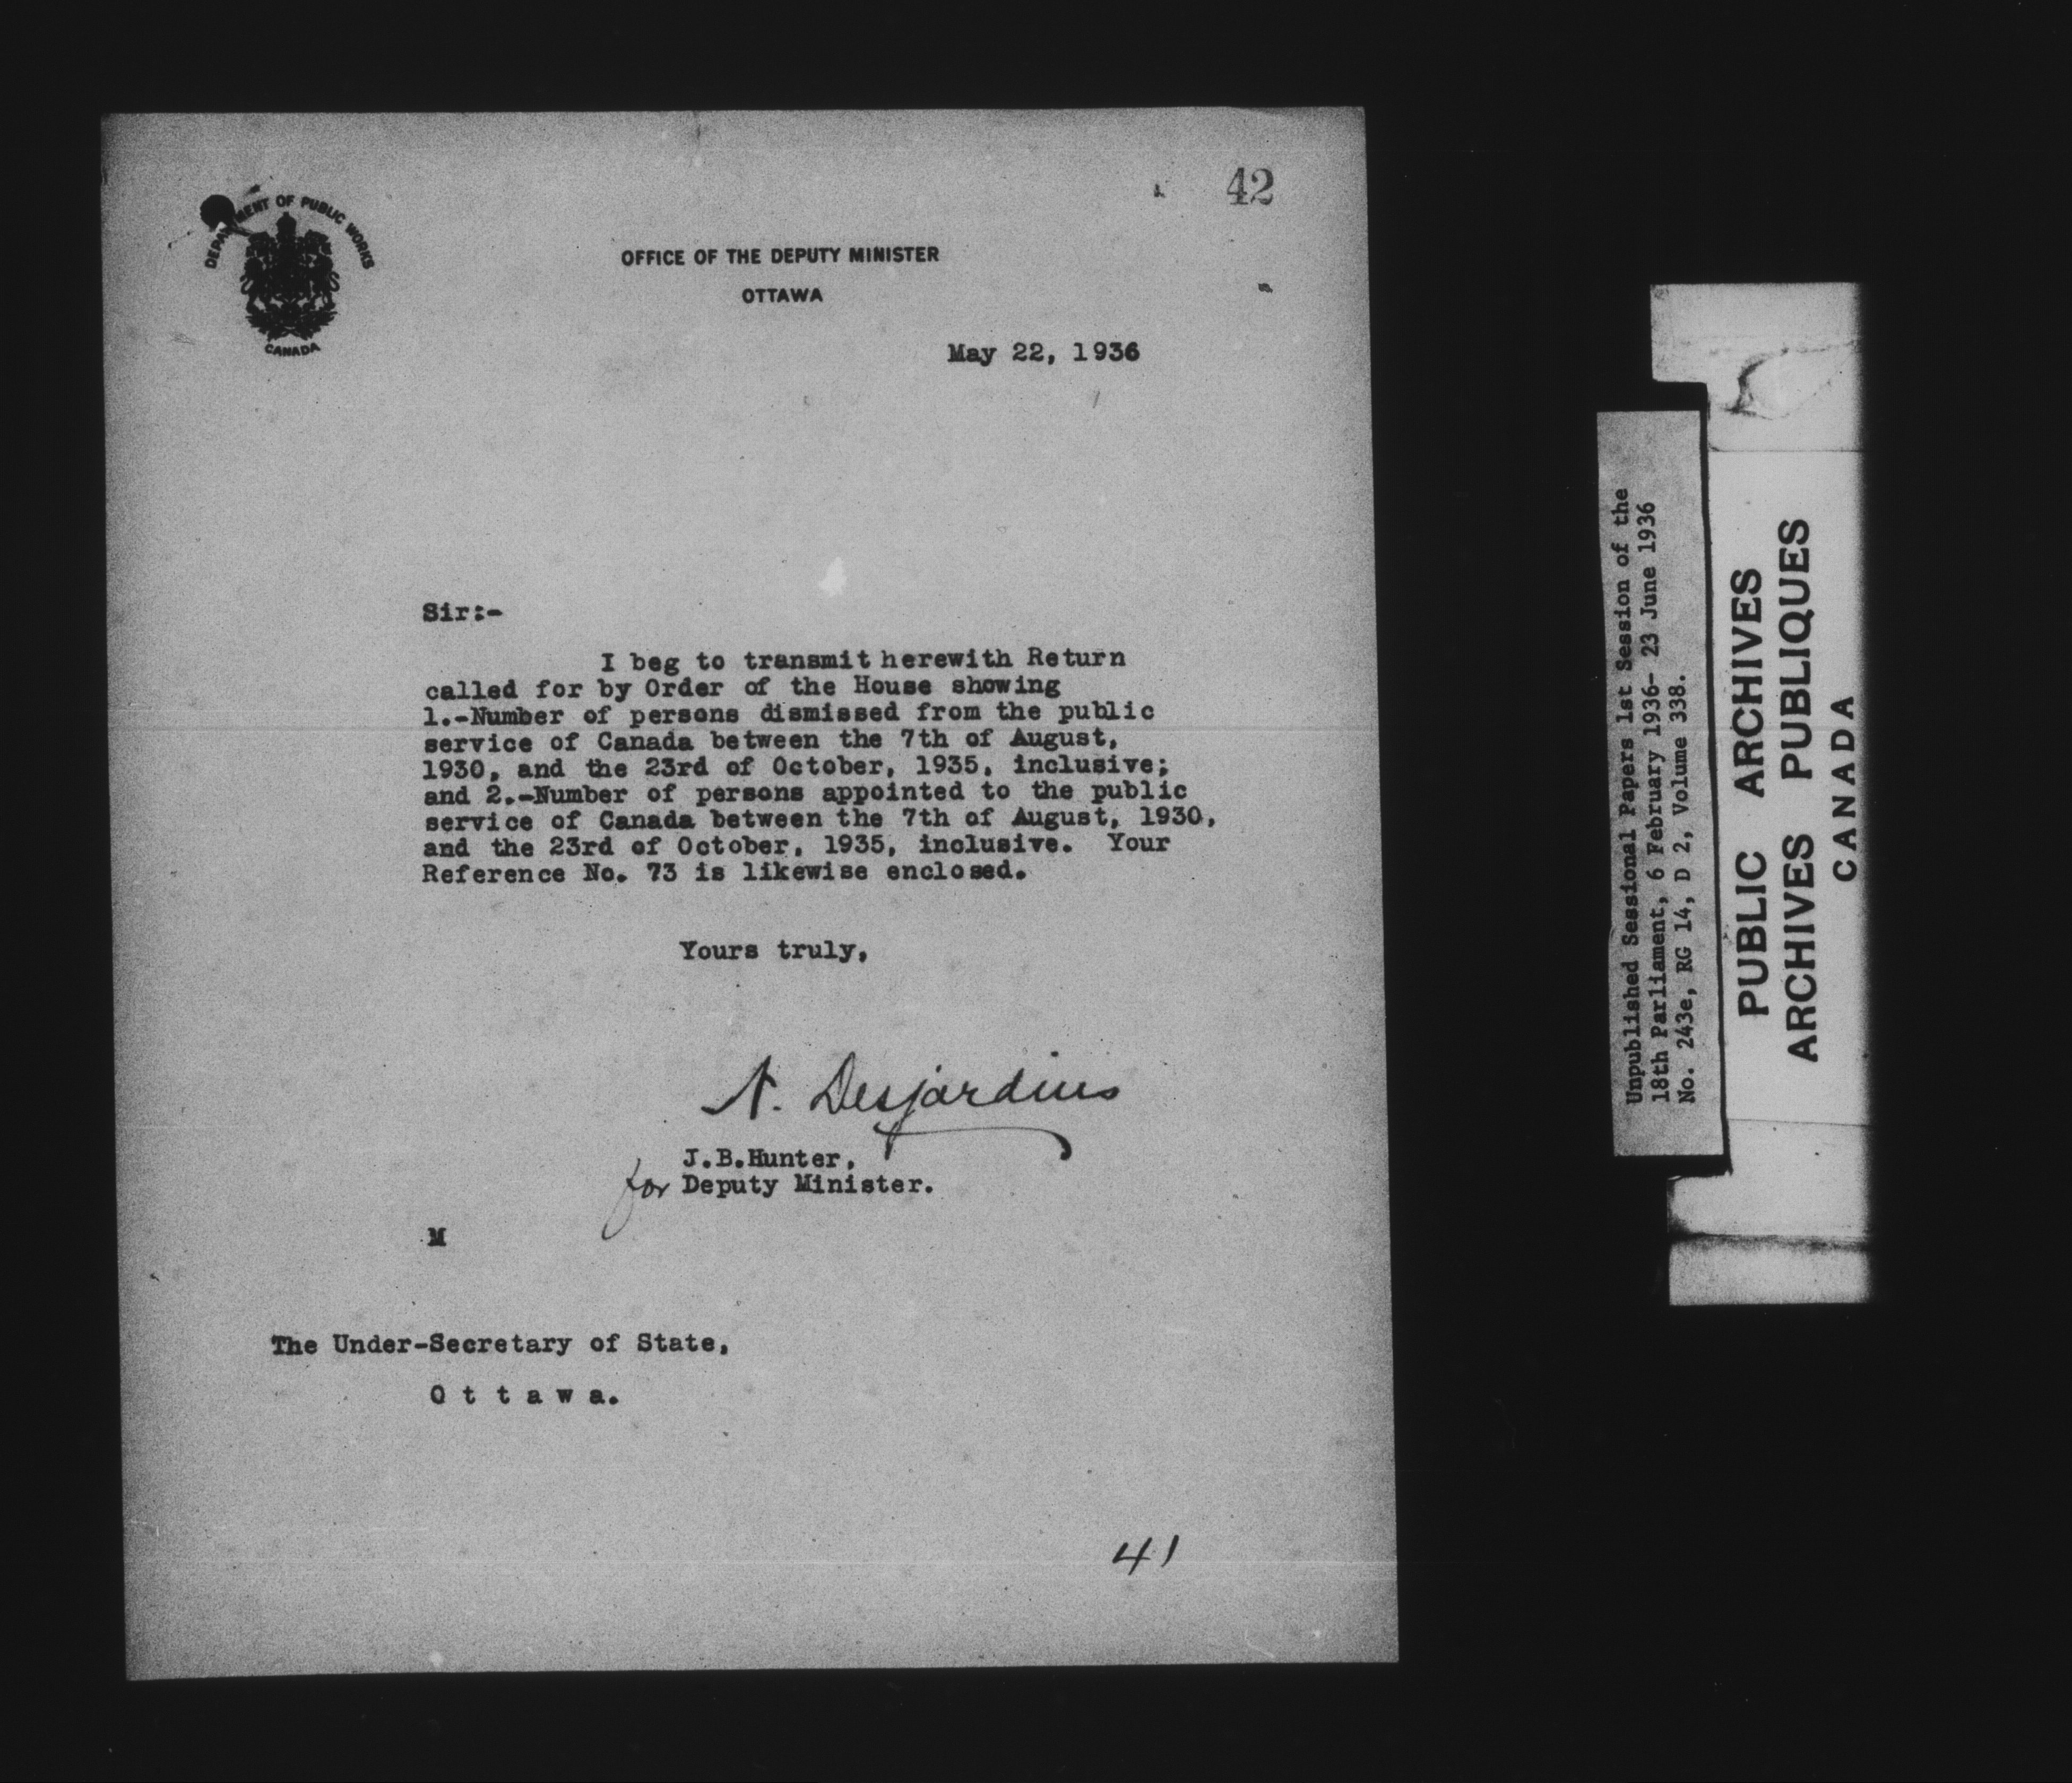 42
DEPARTMENT OF PUBLIC WORKS
CANADA
OFFICE OF THE DEPUTY MINISTER
OTTAWA
May 22, 1936
Sir:-
I beg to transmit herewith Return
called for by Order of the House showing
1.-Number of persons dismissed from the public
service of Canada between the 7th of August,
1930, and the 23rd of October, 1935, inclusive;
and 2.-Number of persons appointed to the public
service of Canada between the 7th of August, 1930,
and the 23rd of October, 1935, inclusive. Your
Reference No. 73 is likewise enclosed.
Yours truly,
N. Desjardins
J.B.Hunter,
for Deputy Minister.
M
The Under-Secretary of State,
O t t a w a.
41
Unpublished Sessional Papers 1st Session of the
18th Parliament, 6 February 1936- 23 June 1936
No. 243e, RG 14, D 2, Volume 338.
PUBLIC ARCHIVES
ARCHIVES PUBLIQUES
CANADA